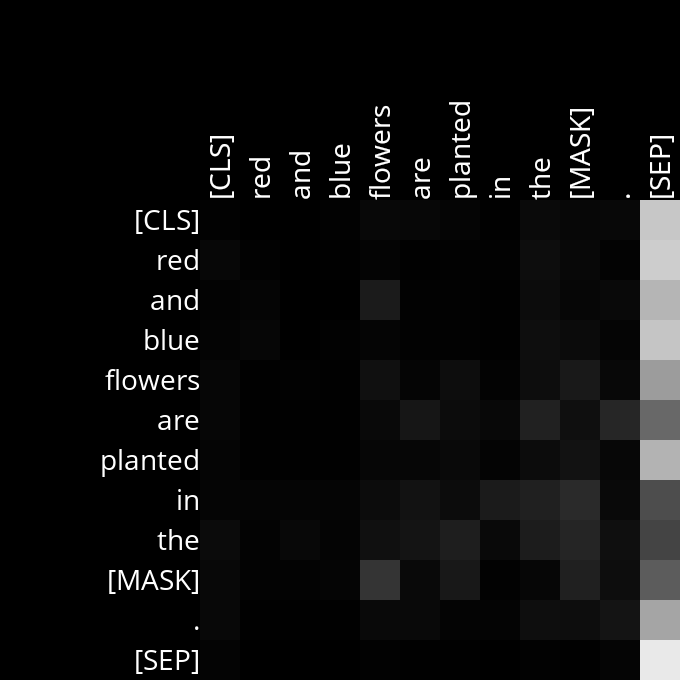 [CLS] red and blue flowers are planted in the [MASK] . [SEP]
[CLS]
red
and
blue
flowers
are
planted
in
the
[MASK]
.
[SEP]